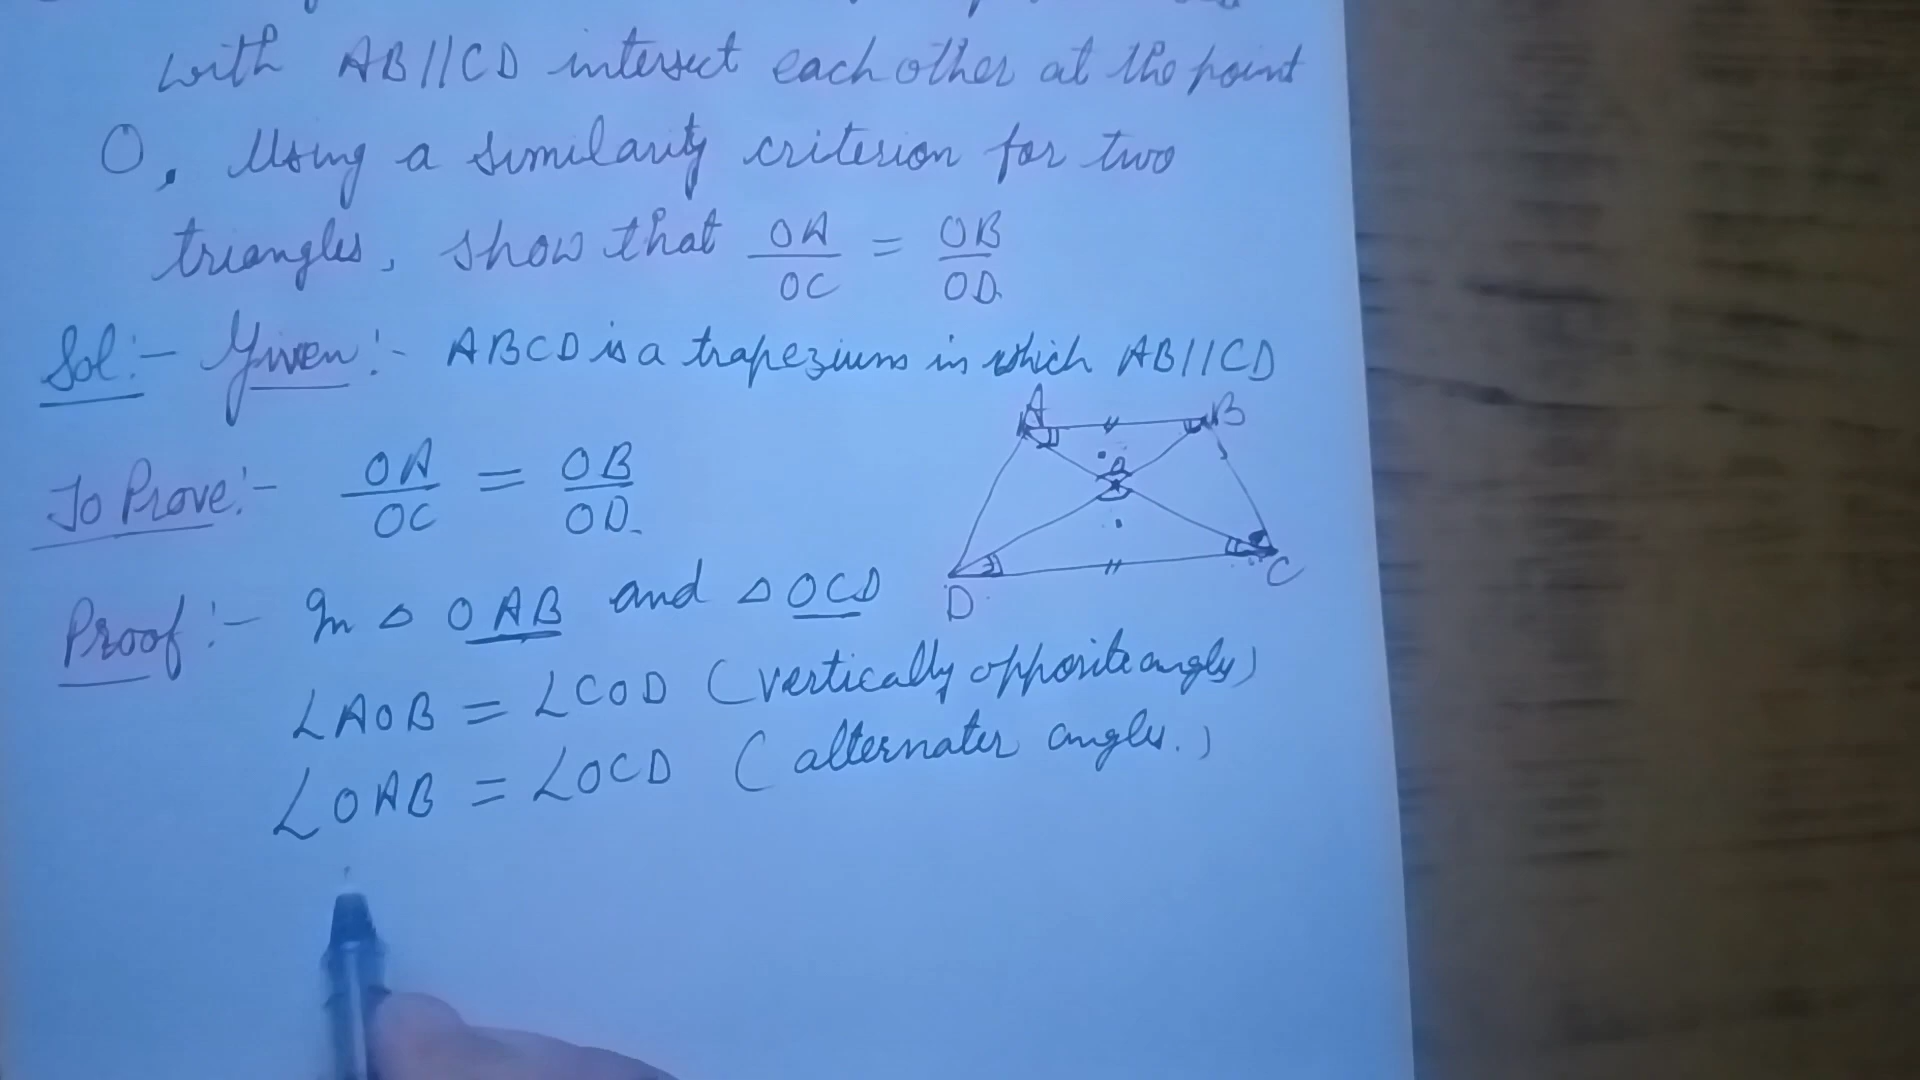 with AB//CD intersect each other at the point
O, Using a similarity criterion for two
triangles, show that OA/OC = OB/OD.
Sol:- Given:- ABCD is a trapezium in which AB//CD
A B
To Prove:- OA/OC = OB/OD.
O
D C
Proof:- In △ OAB and △ OCD
∠AOB = ∠COD (vertically opposite angles)
∠OAB = ∠OCD (alternater angles.)